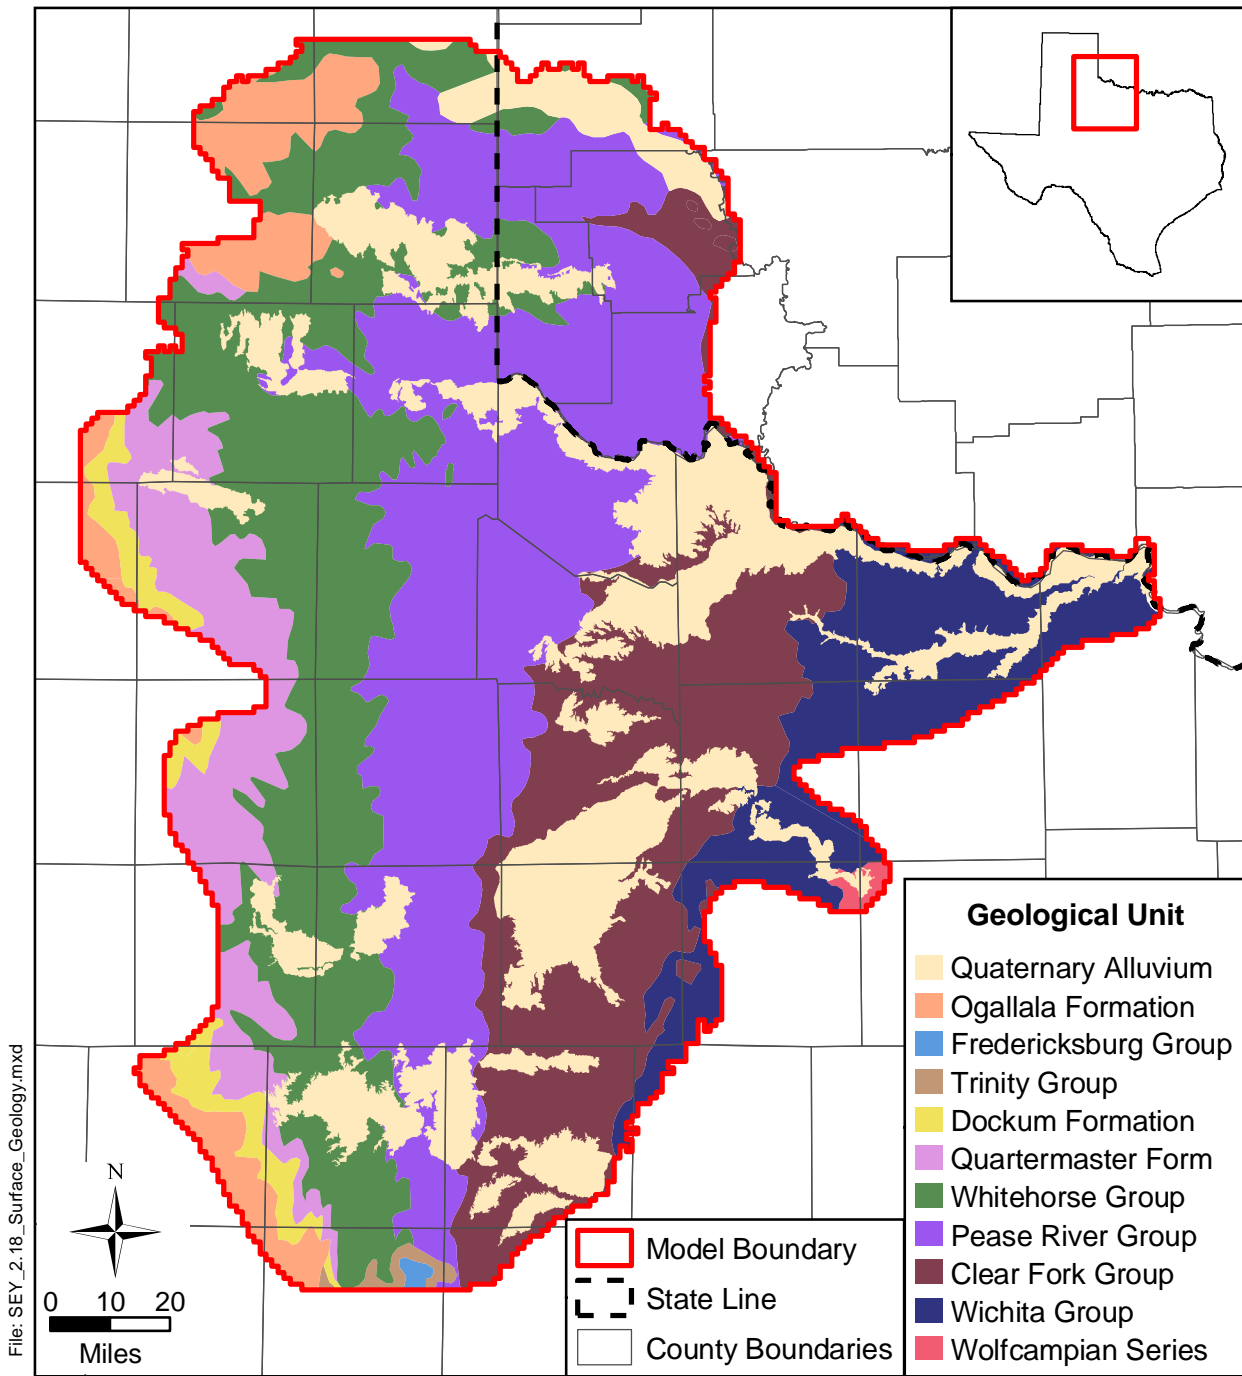 Geological Unit
Quaternary Alluvium
Ogallala Formation
Fredericksburg Group
Trinity Group
Dockum Formation
Quartermaster Form
Whitehorse Group
Pease River Group
Clear Fork Group
Wichita Group
Wolfcampian Series
Model Boundary
State Line
County Boundaries
N
0 10 20
Miles
File: SEY_2.18_Surface_Geology.mxd